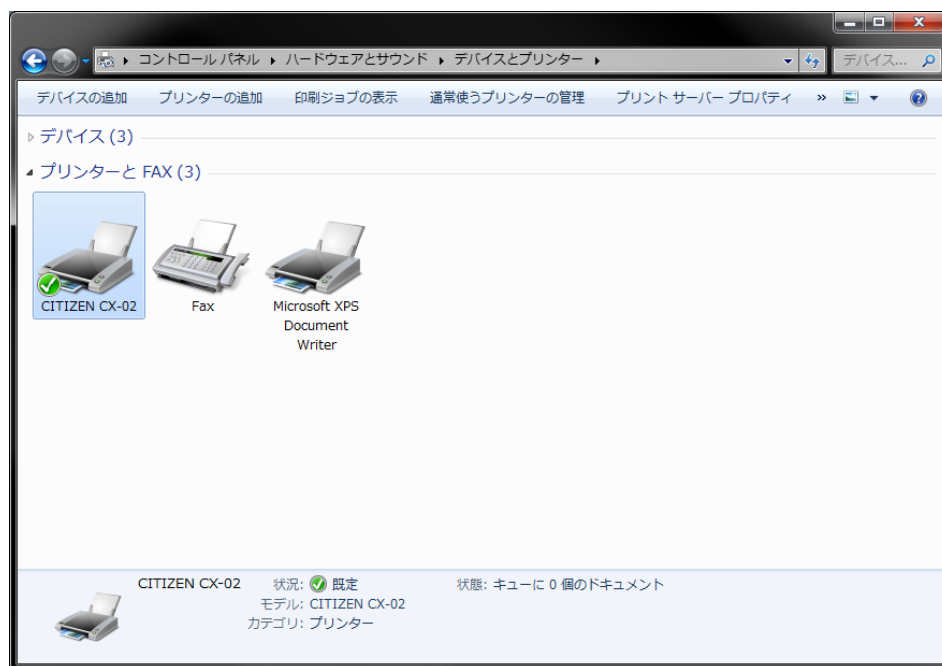 コントロール パネル ▸ ハードウェアとサウンド ▸ デバイスとプリンター ▸
デバイス...
デバイスの追加 プリンターの追加 印刷ジョブの表示 通常使うプリンターの管理 プリント サーバー プロパティ »
デバイス (3)
プリンターと FAX (3)
CITIZEN CX-02
Fax
Microsoft XPS
Document
Writer
CITIZEN CX-02 状況: 既定 状態: キューに 0 個のドキュメント
モデル: CITIZEN CX-02
カテゴリ: プリンター